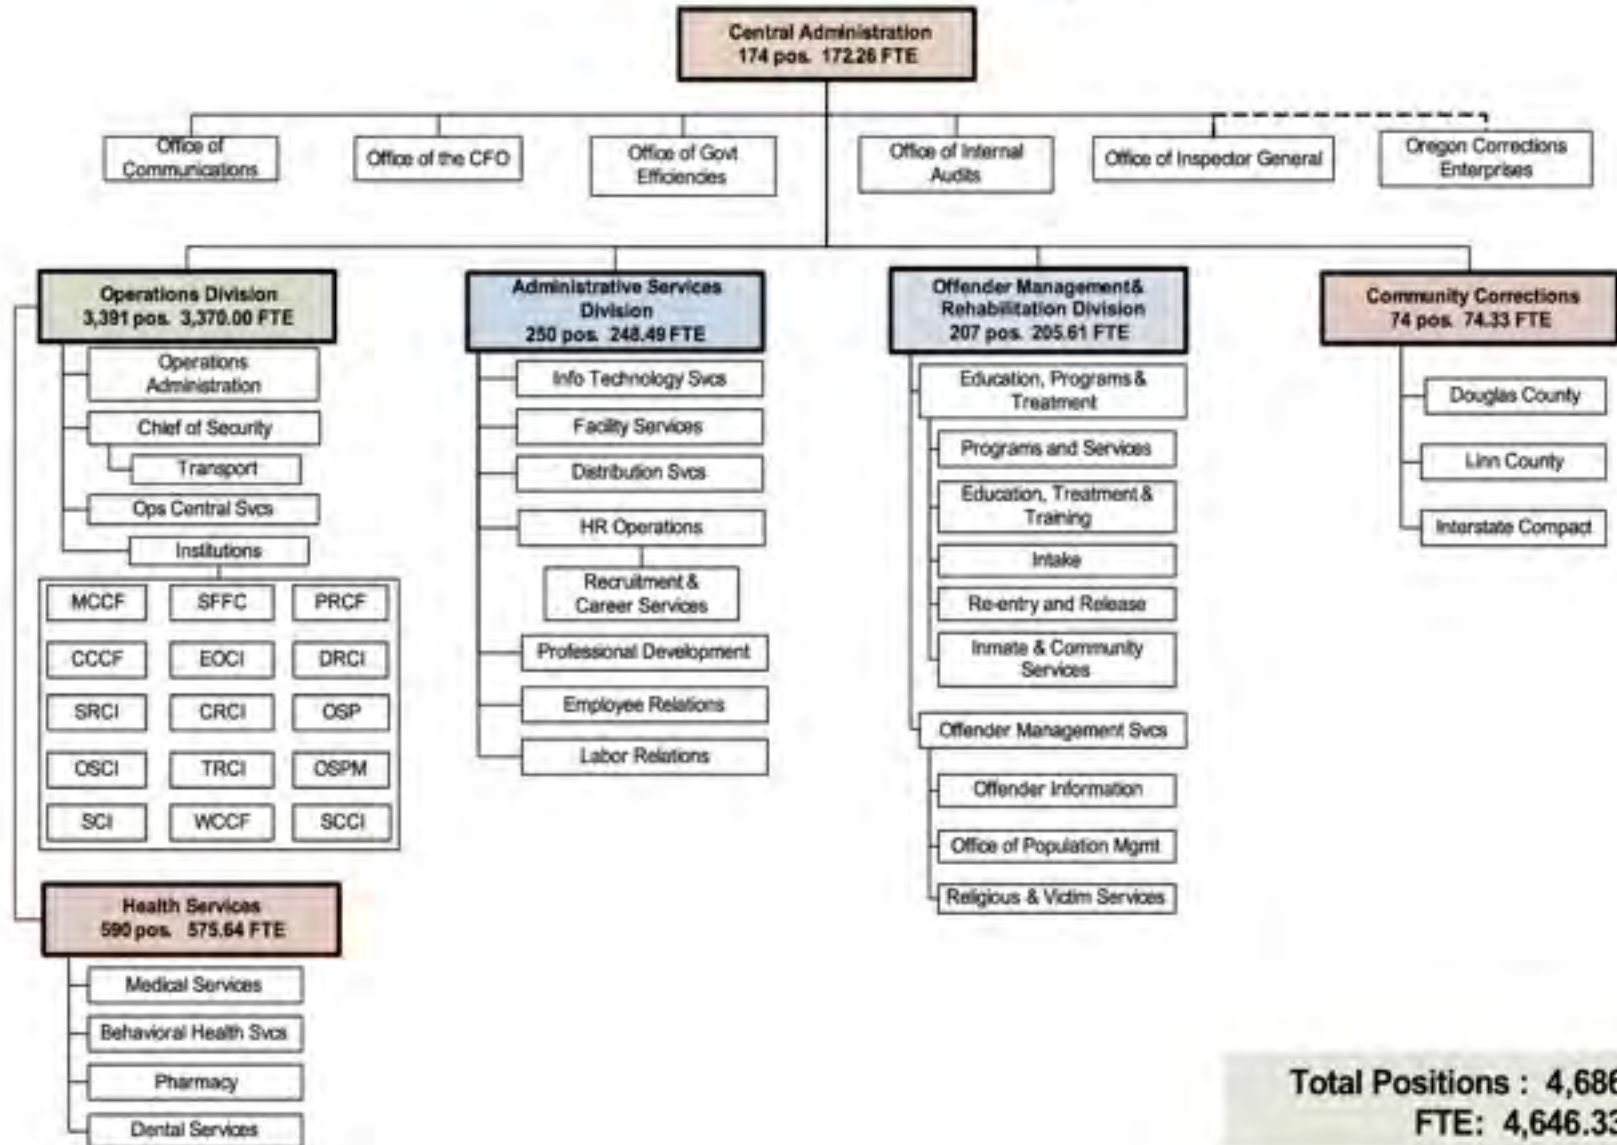 Central Administration
174 pos. 172.26 FTE
Office of
Communications
Office of the CFO
Office of Govt
Efficiencies
Office of Internal
Audits
Office of Inspector General
Oregon Corrections
Enterprises
Operations Division
3,391 pos. 3,370.00 FTE
Operations
Administration
Chief of Security
Transport
Ops Central Svcs
Institutions
MCCF SFFC PRCF
CCCF EOCI DRCI
SRCI CRCI OSP
OSCI TRCI OSPM
SCI WCCF SCCI
Health Services
590 pos. 575.64 FTE
Medical Services
Behavioral Health Svcs
Pharmacy
Dental Services
Administrative Services
Division
250 pos. 248.49 FTE
Info Technology Svcs
Facility Services
Distribution Svcs
HR Operations
Recruitment &
Career Services
Professional Development
Employee Relations
Labor Relations
Offender Management&
Rehabilitation Division
207 pos. 205.61 FTE
Education, Programs &
Treatment
Programs and Services
Education, Treatment &
Training
Intake
Re-entry and Release
Inmate & Community
Services
Offender Management Svcs
Offender Information
Office of Population Mgmt
Religious & Victim Services
Community Corrections
74 pos. 74.33 FTE
Douglas County
Linn County
Interstate Compact
Total Positions : 4,686
FTE: 4,646.33